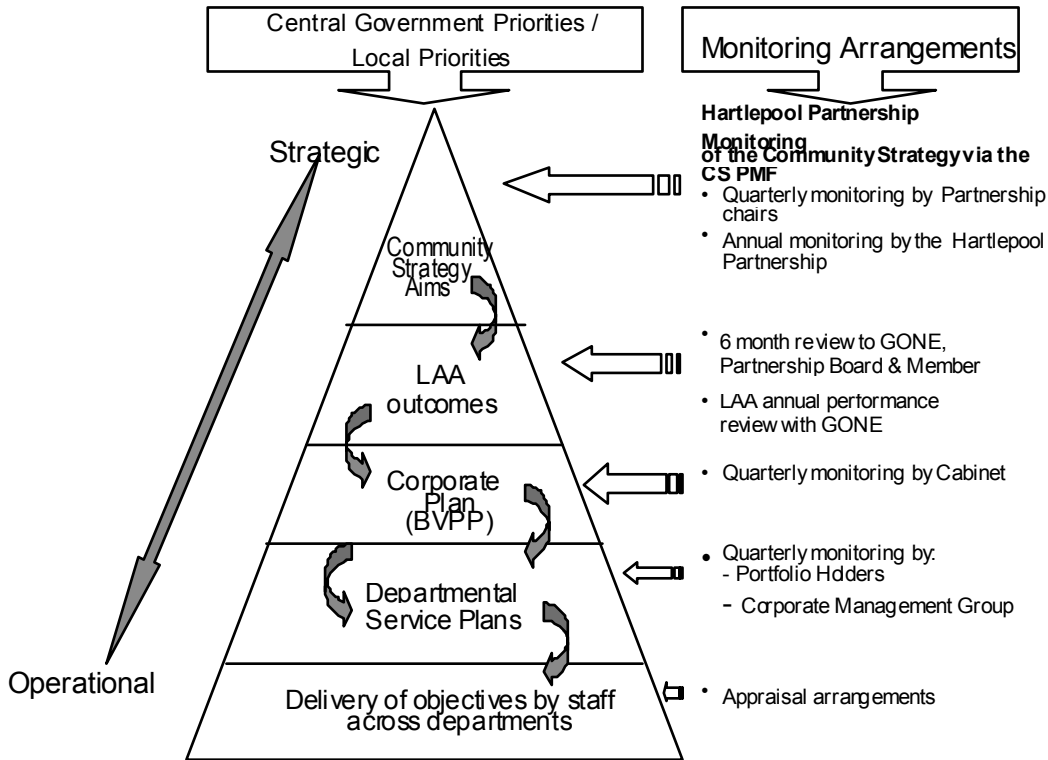 Central Government Priorities /
Local Priorities
Monitoring Arrangements
Strategic
Operational
Community
Strategy
Aims
LAA
outcomes
Corporate
Plan
(BVPP)
Departmental
Service Plans
Delivery of objectives by staff
across departments
Hartlepool Partnership
Monitoring
of the Community Strategy via the
CS PMF
• Quarterly monitoring by Partnership
chairs
• Annual monitoring by the Hartlepool
Partnership
• 6 month review to GONE,
Partnership Board & Member
• LAA annual performance
review with GONE
• Quarterly monitoring by Cabinet
• Quarterly monitoring by:
- Portfolio Holders
- Corporate Management Group
• Appraisal arrangements